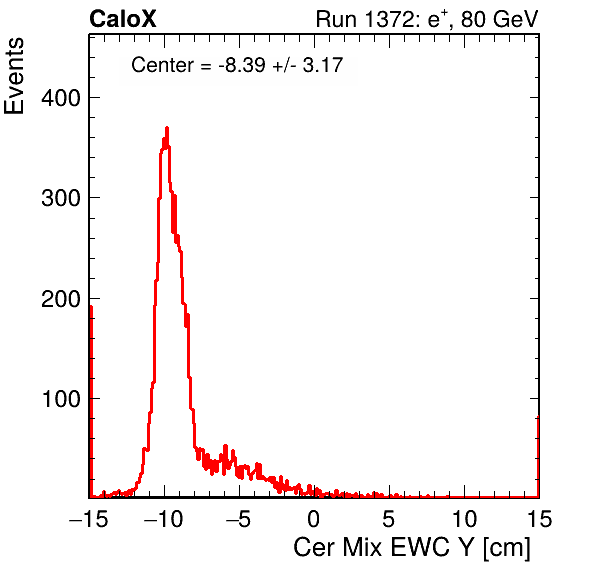 CaloX Run 1372: e⁺, 80 GeV
Events
Center = -8.39 +/- 3.17
400
300
200
100
−15 −10 −5 0 5 10 15
Cer Mix EWC Y [cm]